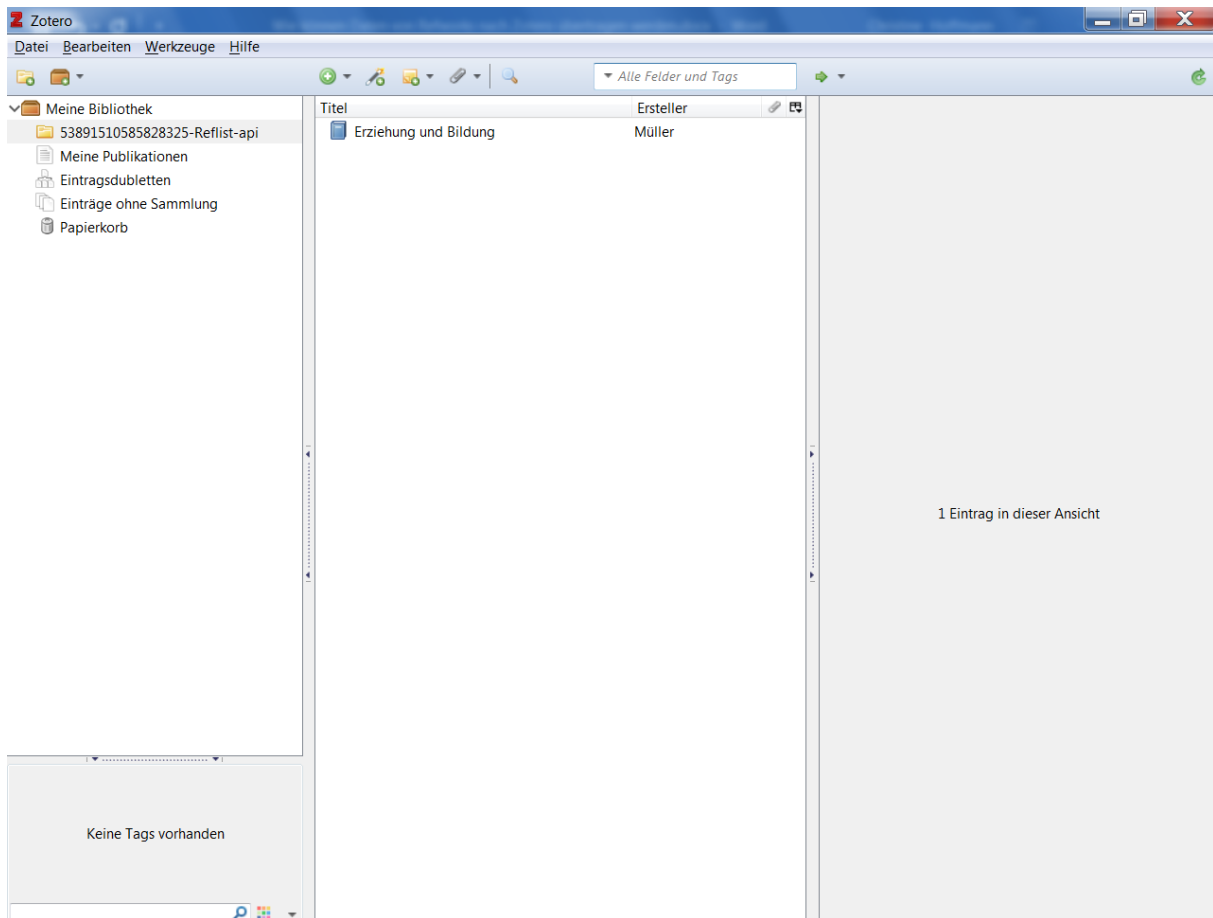 Zotero
Datei Bearbeiten Werkzeuge Hilfe
Alle Felder und Tags
Meine Bibliothek
53891510585828325-Reflist-api
Meine Publikationen
Eintragsdubletten
Einträge ohne Sammlung
Papierkorb
Titel Ersteller
Erziehung und Bildung Müller
1 Eintrag in dieser Ansicht
Keine Tags vorhanden